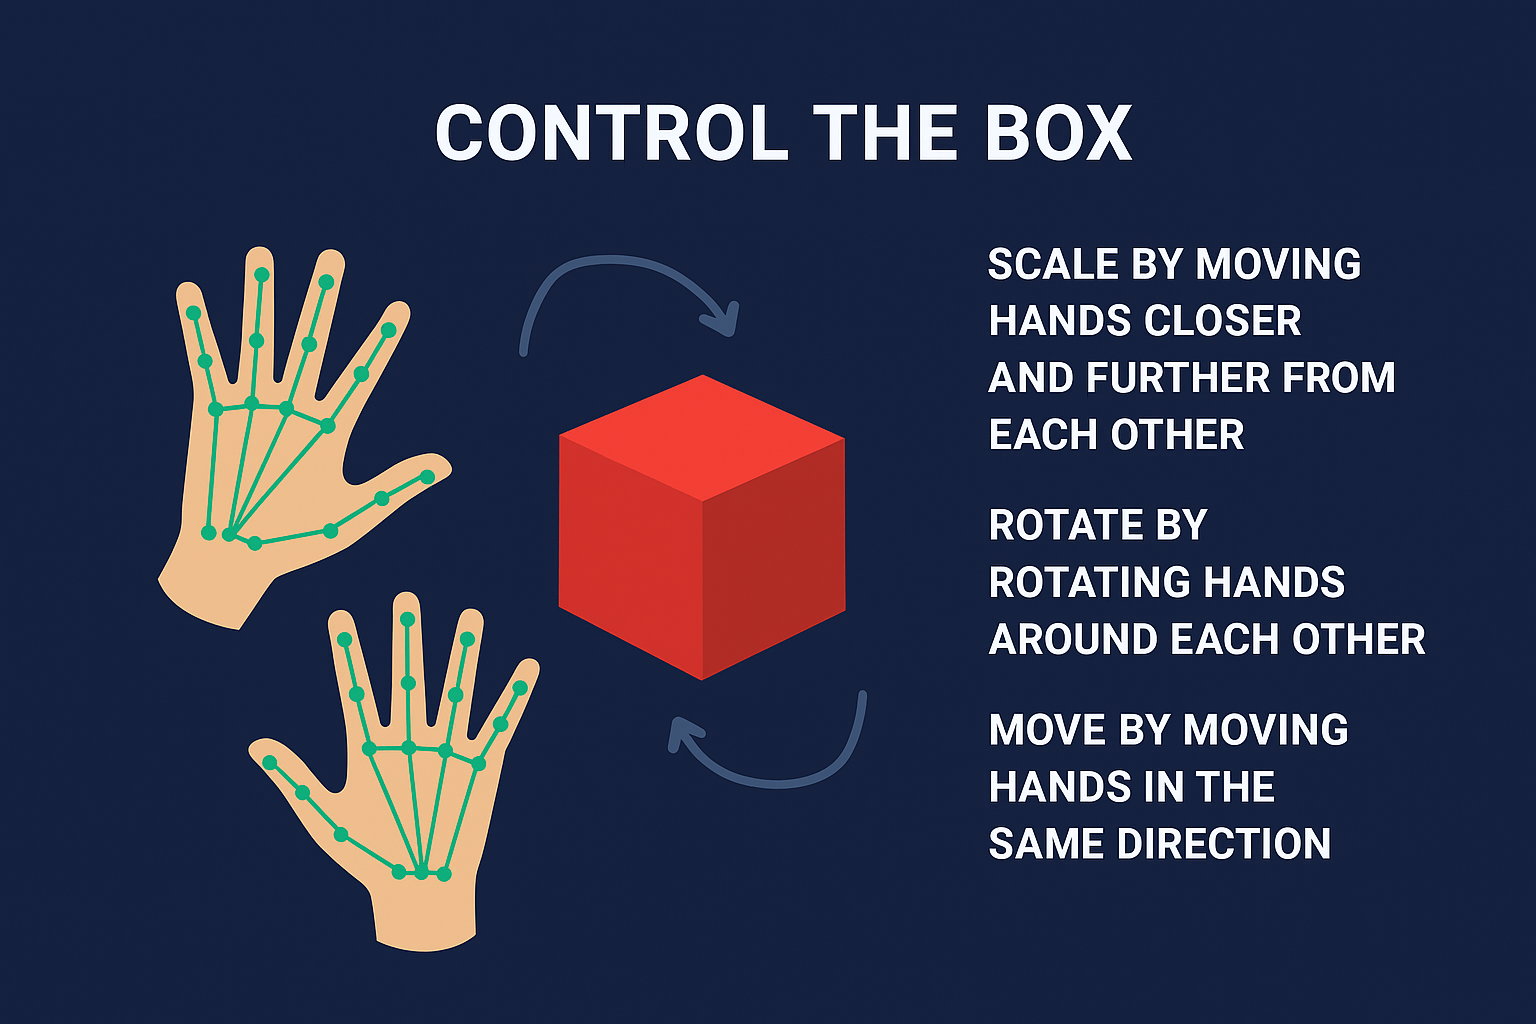 CONTROL THE BOX
SCALE BY MOVING
HANDS CLOSER
AND FURTHER FROM
EACH OTHER
ROTATE BY
ROTATING HANDS
AROUND EACH OTHER
MOVE BY MOVING
HANDS IN THE
SAME DIRECTION